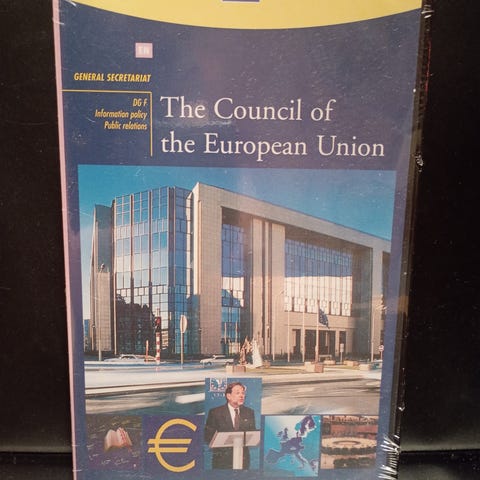 EN
GENERAL SECRETARIAT
DG F
Information policy
Public relations
The Council of
the European Union
€